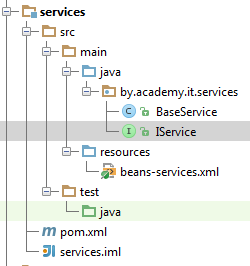 services
src
main
java
by.academy.it.services
C BaseService
I IService
resources
beans-services.xml
test
java
m pom.xml
services.iml